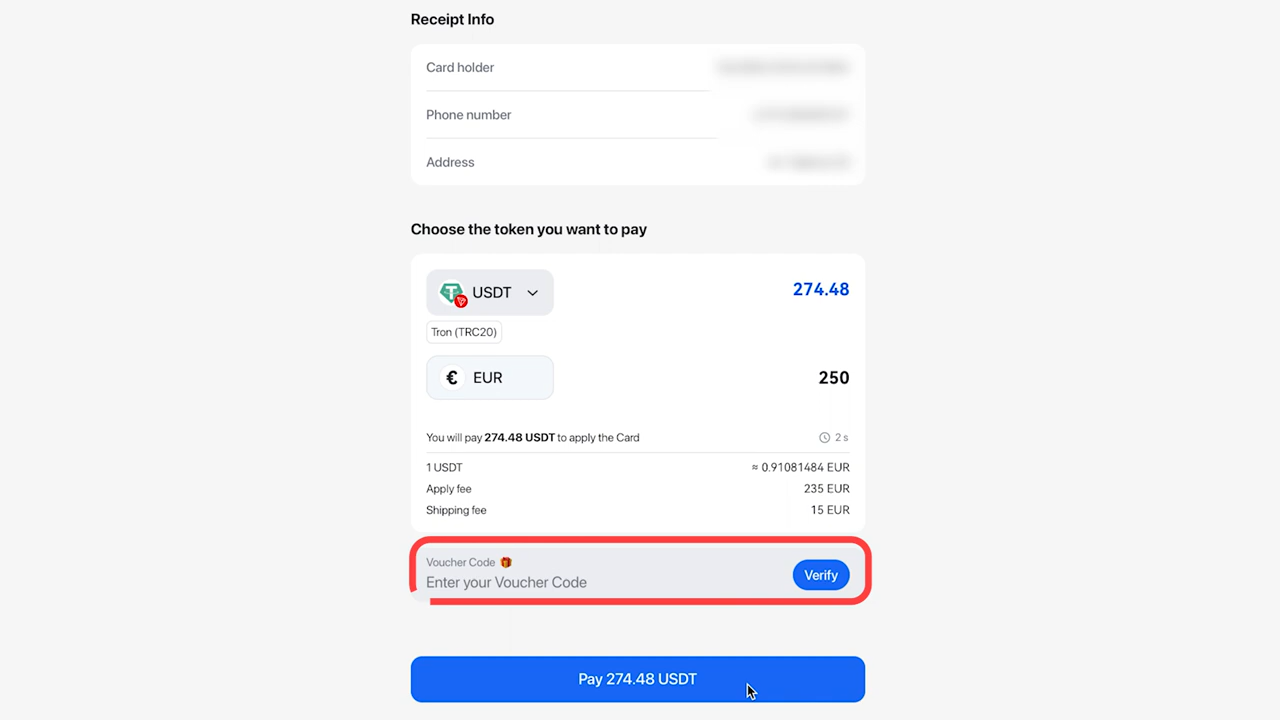 Receipt Info
Card holder
Phone number
Address
Choose the token you want to pay
USDT 274.48
Tron (TRC20)
€ EUR 250
You will pay 274.48 USDT to apply the Card 2 s
1 USDT ≈ 0.91081484 EUR
Apply fee 235 EUR
Shipping fee 15 EUR
Voucher Code
Enter your Voucher Code Verify
Pay 274.48 USDT